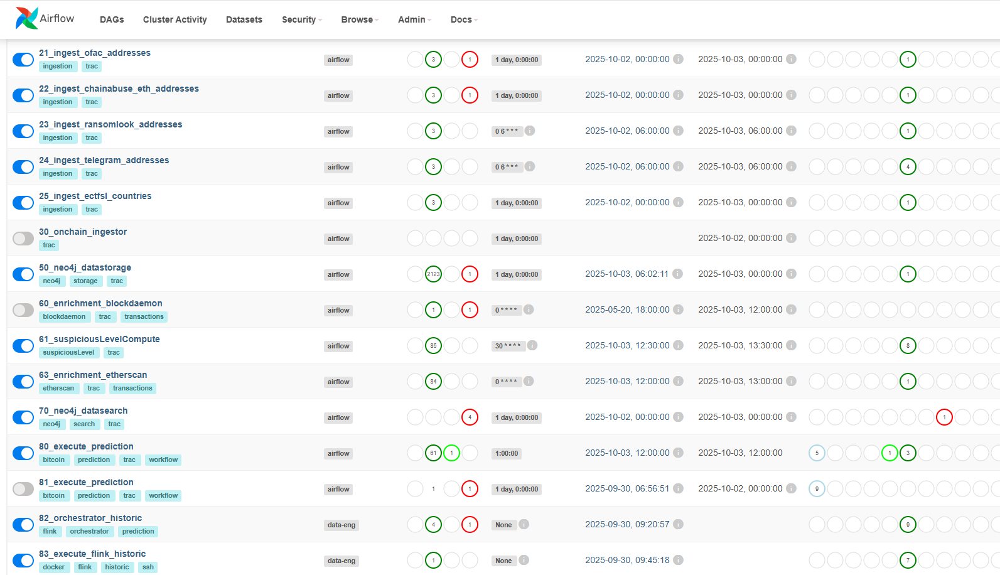 Airflow DAGs Cluster Activity Datasets Security Browse Admin Docs
21_ingest_ofac_addresses
airflow 3 1 1 day, 0:00:00 2025-10-02, 00:00:00 2025-10-03, 00:00:00 1
ingestion trac
22_ingest_chainabuse_eth_addresses
airflow 3 1 1 day, 0:00:00 2025-10-02, 00:00:00 2025-10-03, 00:00:00 1
ingestion trac
23_ingest_ransomlook_addresses
airflow 3 0 6 * * * 2025-10-02, 06:00:00 2025-10-03, 06:00:00 1
ingestion trac
24_ingest_telegram_addresses
airflow 3 0 6 * * * 2025-10-02, 06:00:00 2025-10-03, 06:00:00 4
ingestion trac
25_ingest_ectfsl_countries
airflow 3 1 day, 0:00:00 2025-10-02, 00:00:00 2025-10-03, 00:00:00 1
ingestion trac
30_onchain_ingestor
airflow 1 day, 0:00:00 2025-10-02, 00:00:00
trac
50_neo4j_datastorage
airflow 2123 1 1 day, 0:00:00 2025-10-03, 06:02:11 2025-10-03, 00:00:00 1
neo4j storage trac
60_enrichment_blockdaemon
airflow 1 1 0 * * * * 2025-05-20, 18:00:00 2025-10-03, 12:00:00
blockdaemon trac transactions
61_suspiciousLevelCompute
airflow 85 30 * * * * 2025-10-03, 12:30:00 2025-10-03, 13:30:00 8
suspiciousLevel trac
63_enrichment_etherscan
airflow 84 0 * * * * 2025-10-03, 12:00:00 2025-10-03, 13:00:00 1
etherscan trac transactions
70_neo4j_datasearch
airflow 4 1 day, 0:00:00 2025-10-02, 00:00:00 2025-10-03, 00:00:00 1
neo4j search trac
80_execute_prediction
airflow 61 1 1:00:00 2025-10-03, 12:00:00 2025-10-03, 12:00:00 5 1 3
bitcoin prediction trac workflow
81_execute_prediction
airflow 1 1 1 day, 0:00:00 2025-09-30, 06:56:51 2025-10-02, 00:00:00 9
bitcoin prediction trac workflow
82_orchestrator_historic
data-eng 4 1 None 2025-09-30, 09:20:57 9
flink orchestrator prediction
83_execute_flink_historic
data-eng 1 None 2025-09-30, 09:45:18 7
docker flink historic ssh